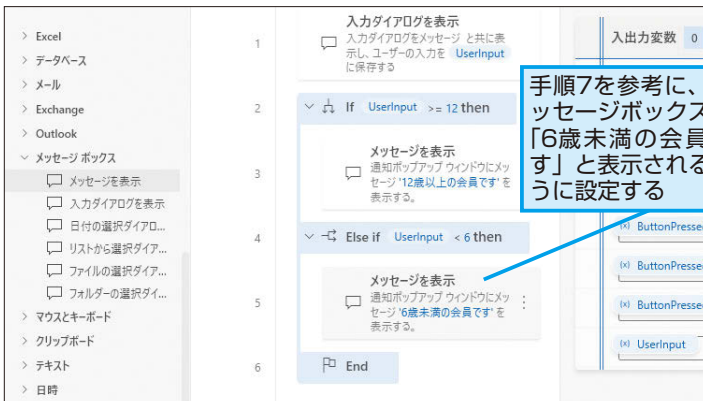 Excel
データベース
メール
Exchange
Outlook
メッセージ ボックス
メッセージを表示
入力ダイアログを表示
日付の選択ダイアロ...
リストから選択ダイア...
ファイルの選択ダイア...
フォルダーの選択ダイ...
マウスとキーボード
クリップボード
テキスト
日時
1
入力ダイアログを表示
入力ダイアログをメッセージ と共に表
示し、ユーザーの入力を UserInput
に保存する
2
If UserInput >= 12 then
3
メッセージを表示
通知ポップアップ ウィンドウにメッ
セージ '12歳以上の会員です' を
表示する。
4
Else if UserInput < 6 then
5
メッセージを表示
通知ポップアップ ウィンドウにメッ
セージ '6歳未満の会員です' を
表示する。
6
End
入出力変数 0
手順7を参考に、
ッセージボックス
「6歳未満の会員
す」と表示される
うに設定する
(x) ButtonPresse
(x) ButtonPresse
(x) ButtonPresse
(x) UserInput